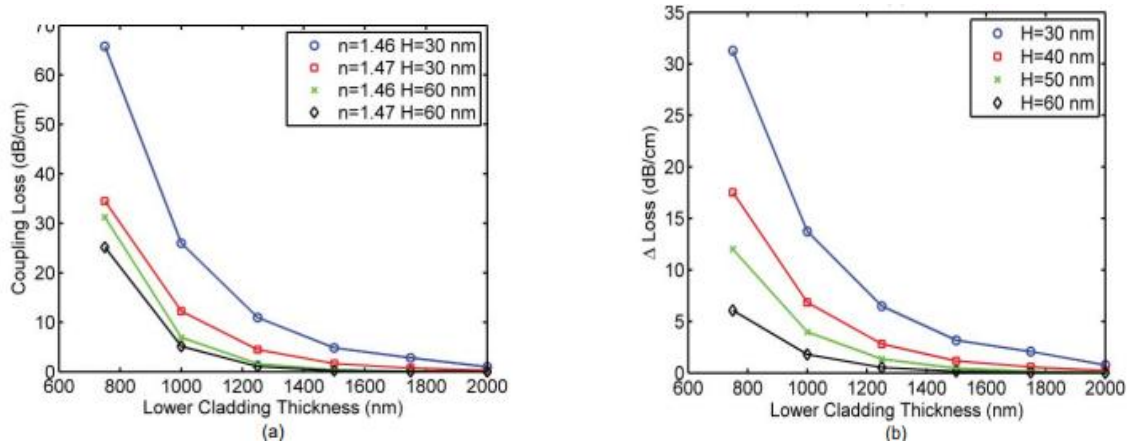 70
60
50
40
30
20
10
0
Coupling Loss (dB/cm)
n=1.46 H=30 nm
n=1.47 H=30 nm
n=1.46 H=60 nm
n=1.47 H=60 nm
600 800 1000 1200 1400 1600 1800 2000
Lower Cladding Thickness (nm)
(a)
35
30
25
20
15
10
5
0
Δ Loss (dB/cm)
H=30 nm
H=40 nm
H=50 nm
H=60 nm
600 800 1000 1200 1400 1600 1800 2000
Lower Cladding Thickness (nm)
(b)